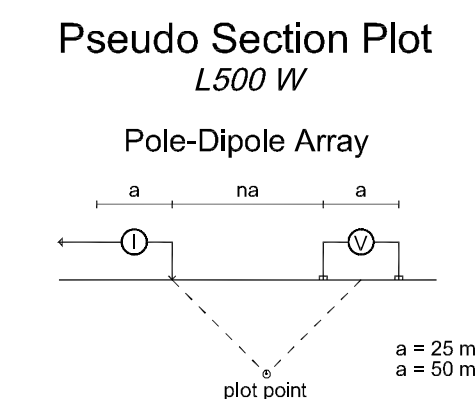 Pseudo Section Plot
L500 W
Pole-Dipole Array
a na a
I V
a = 25 m
a = 50 m
plot point